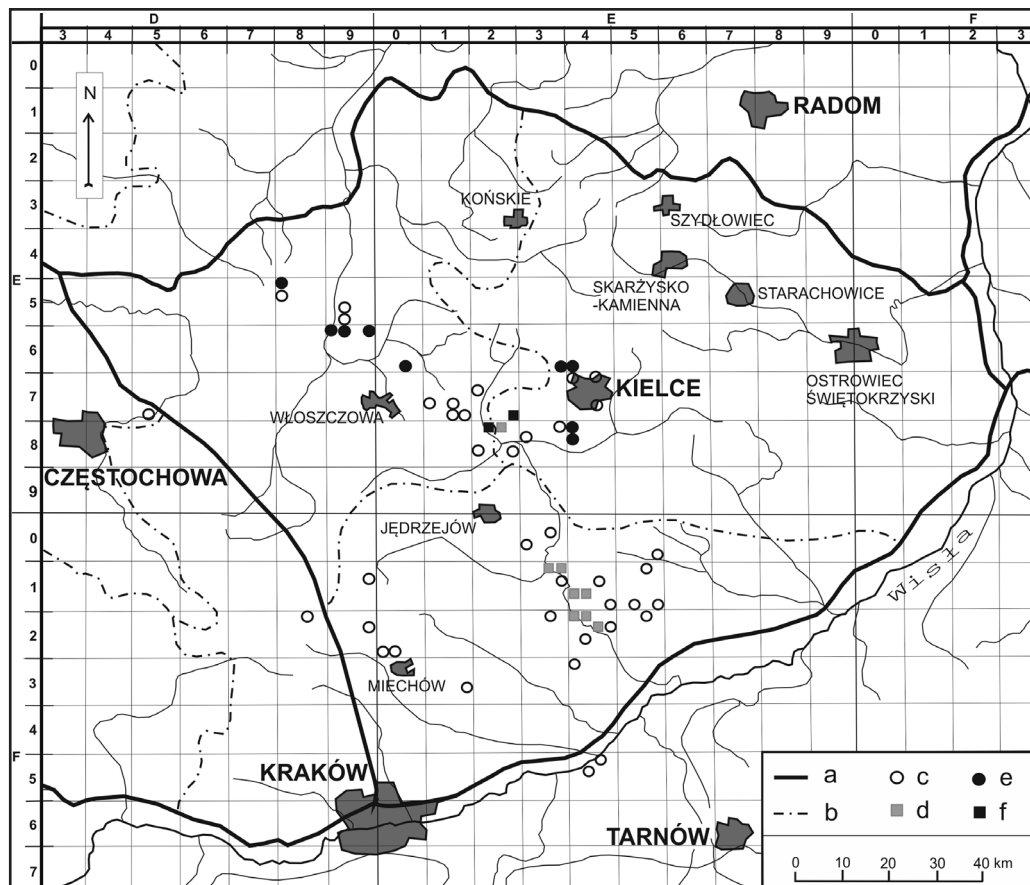 D E F
3 4 5 6 7 8 9 0 1 2 3 4 5 6 7 8 9 0 1 2 3
0
1
2
3
4
E
5
6
7
8
9
0
1
2
3
4
F
5
6
7
N
RADOM
KOŃSKIE
SZYDŁOWIEC
SKARŻYSKO
-KAMIENNA
STARACHOWICE
OSTROWIEC
ŚWIĘTOKRZYSKI
KIELCE
WŁOSZCZOWA
CZĘSTOCHOWA
JĘDRZEJÓW
Wisła
MIECHÓW
KRAKÓW
TARNÓW
a c e
b d f
0 10 20 30 40 km